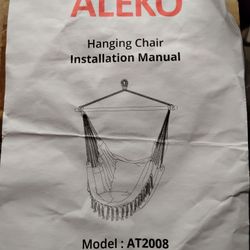 ALEKO
Hanging Chair
Installation Manual
Model : AT2008